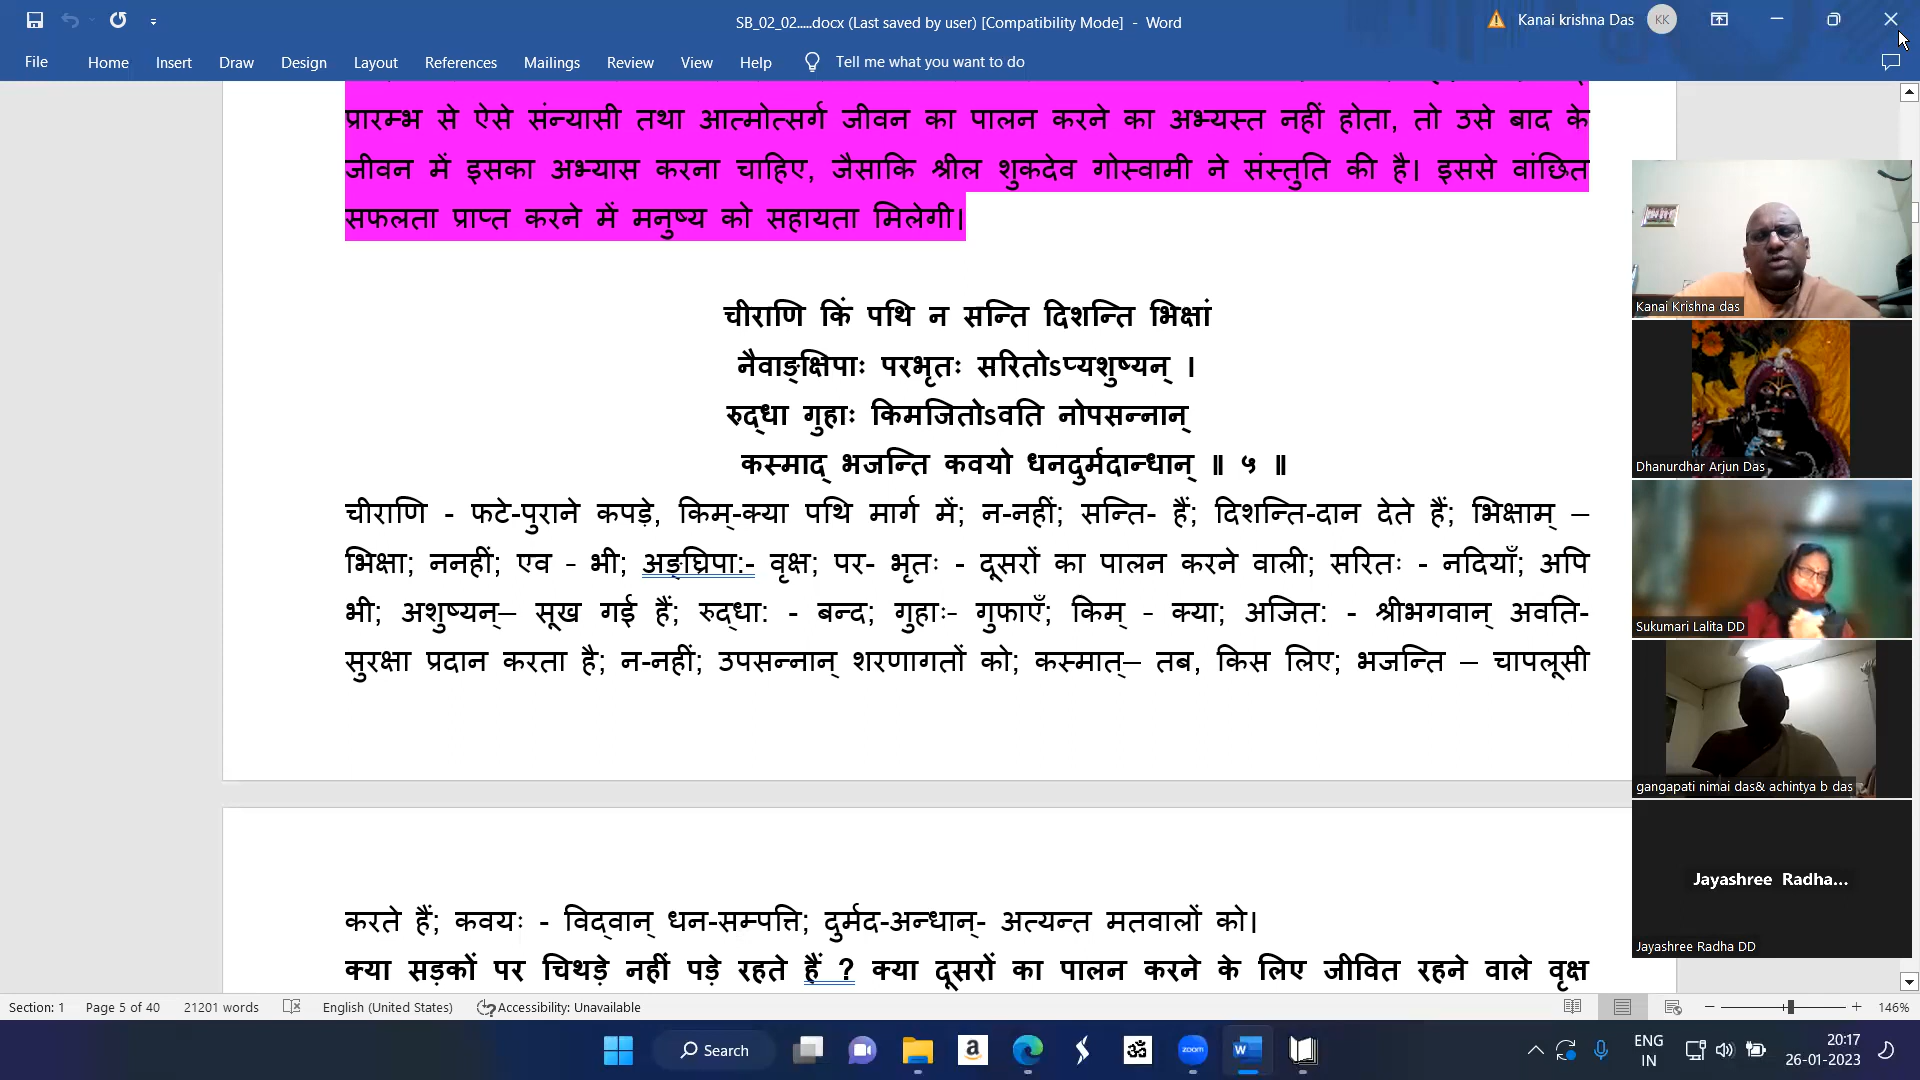 SB_02_02.....docx (Last saved by user) [Compatibility Mode] - Word
Kanai krishna Das
KK
File Home Insert Draw Design Layout References Mailings Review View Help Tell me what you want to do
प्रारम्भ से ऐसे संन्यासी तथा आत्मोत्सर्ग जीवन का पालन करने का अभ्यस्त नहीं होता, तो उसे बाद के
जीवन में इसका अभ्यास करना चाहिए, जैसाकि श्रील शुकदेव गोस्वामी ने संस्तुति की है। इससे वांछित
सफलता प्राप्त करने में मनुष्य को सहायता मिलेगी।
चीराणि किं पथि न सन्ति दिशन्ति भिक्षां
नैवाङ्क्षिपाः परभृतः सरितोऽप्यशुष्यन् ।
रुद्धा गुहाः किमजितोऽवति नोपसन्नान्
कस्माद् भजन्ति कवयो धनदुर्मदान्धान् ॥ ५ ॥
चीराणि - फटे-पुराने कपड़े, किम्-क्या पथि मार्ग में; न-नहीं; सन्ति- हैं; दिशन्ति-दान देते हैं; भिक्षाम् –
भिक्षा; ननहीं; एव - भी; अङ्घ्रिपा:- वृक्ष; पर- भृतः - दूसरों का पालन करने वाली; सरितः - नदियाँ; अपि
भी; अशुष्यन्– सूख गई हैं; रुद्धा: - बन्द; गुहाः- गुफाएँ; किम् - क्या; अजित: - श्रीभगवान् अवति-
सुरक्षा प्रदान करता है; न-नहीं; उपसन्नान् शरणागतों को; कस्मात्– तब, किस लिए; भजन्ति – चापलूसी
करते हैं; कवयः - विद्वान् धन-सम्पत्ति; दुर्मद-अन्धान्- अत्यन्त मतवालों को।
क्या सड़कों पर चिथड़े नहीं पड़े रहते हैं ? क्या दूसरों का पालन करने के लिए जीवित रहने वाले वृक्ष
Kanai Krishna das
Dhanurdhar Arjun Das
Sukumari Lalita DD
gangapati nimai das& achintya b das
Jayashree Radha...
Jayashree Radha DD
Section: 1 Page 5 of 40 21201 words English (United States) Accessibility: Unavailable 146%
Search
a
zoom
W
ॐ
ENG
IN
20:17
26-01-2023